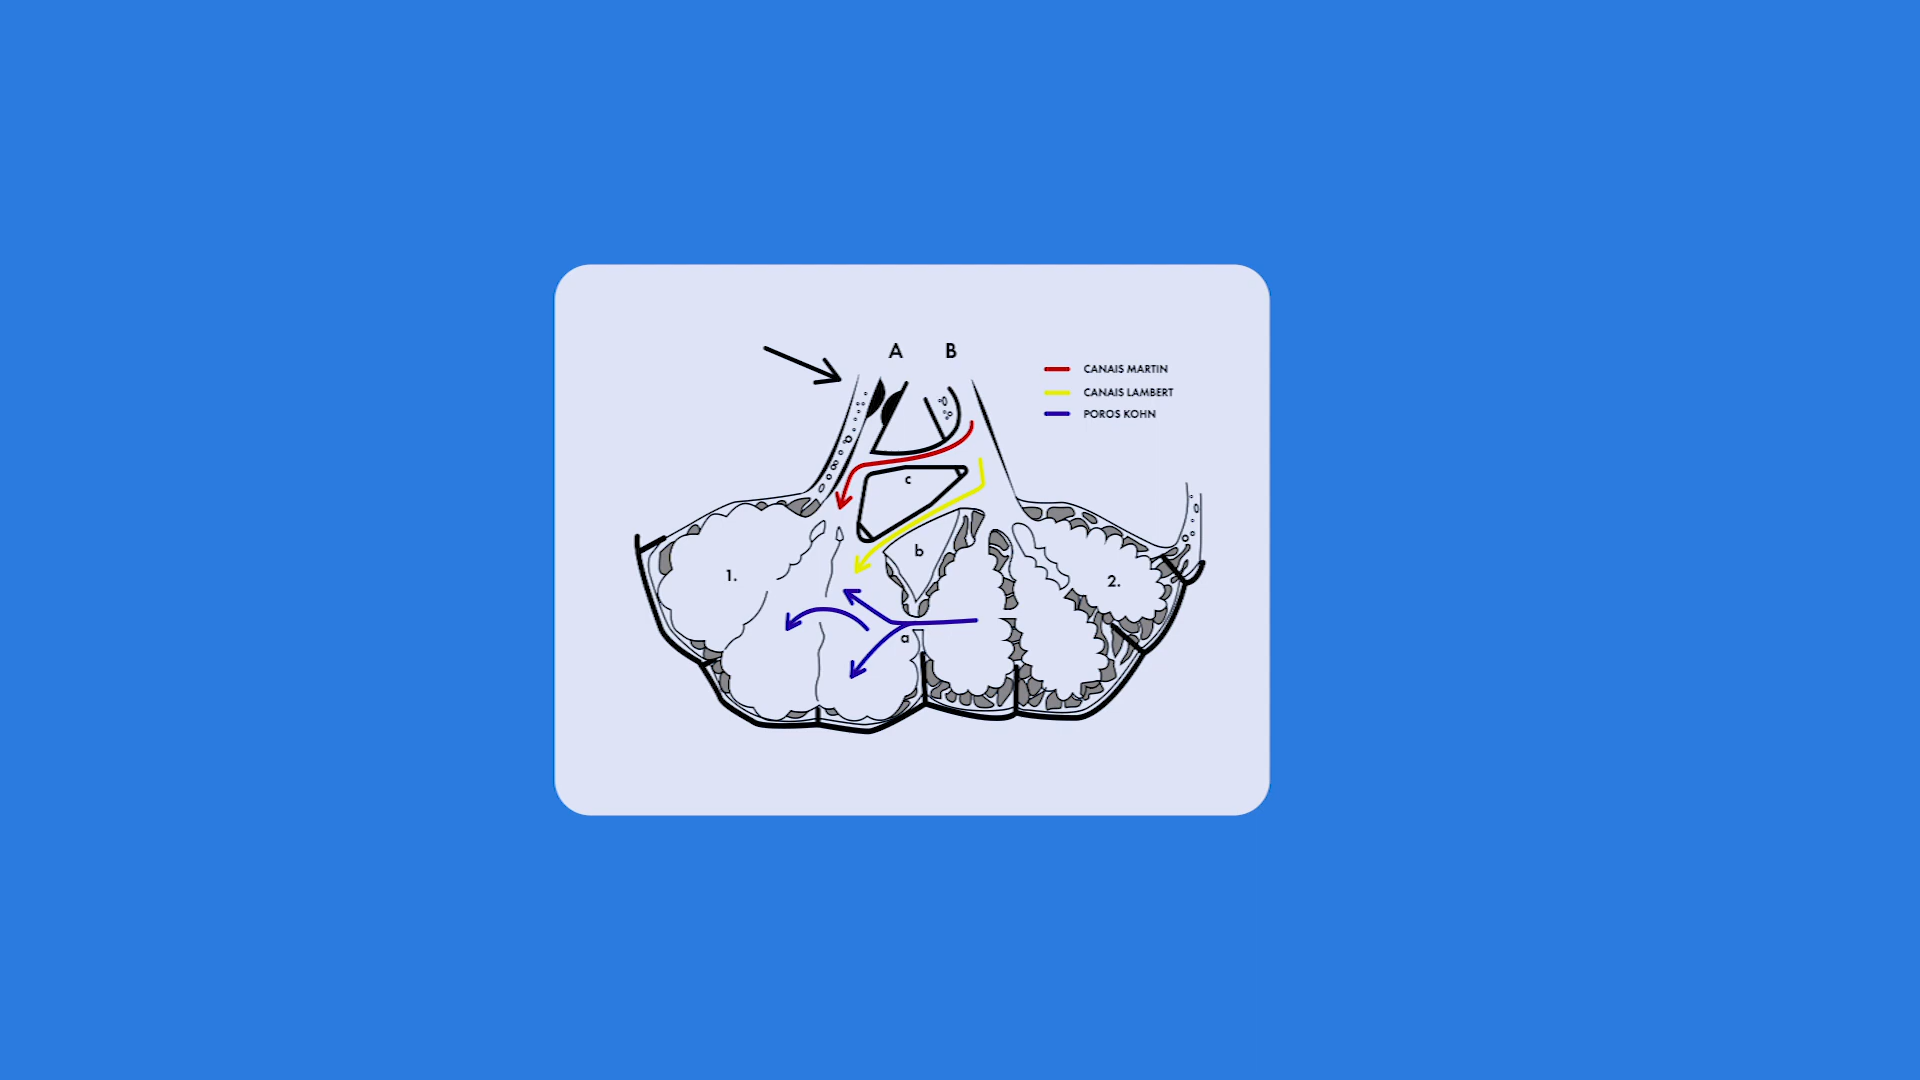 A B
CANAIS MARTIN
CANAIS LAMBERT
POROS KOHN
c
b
1.
2.
a